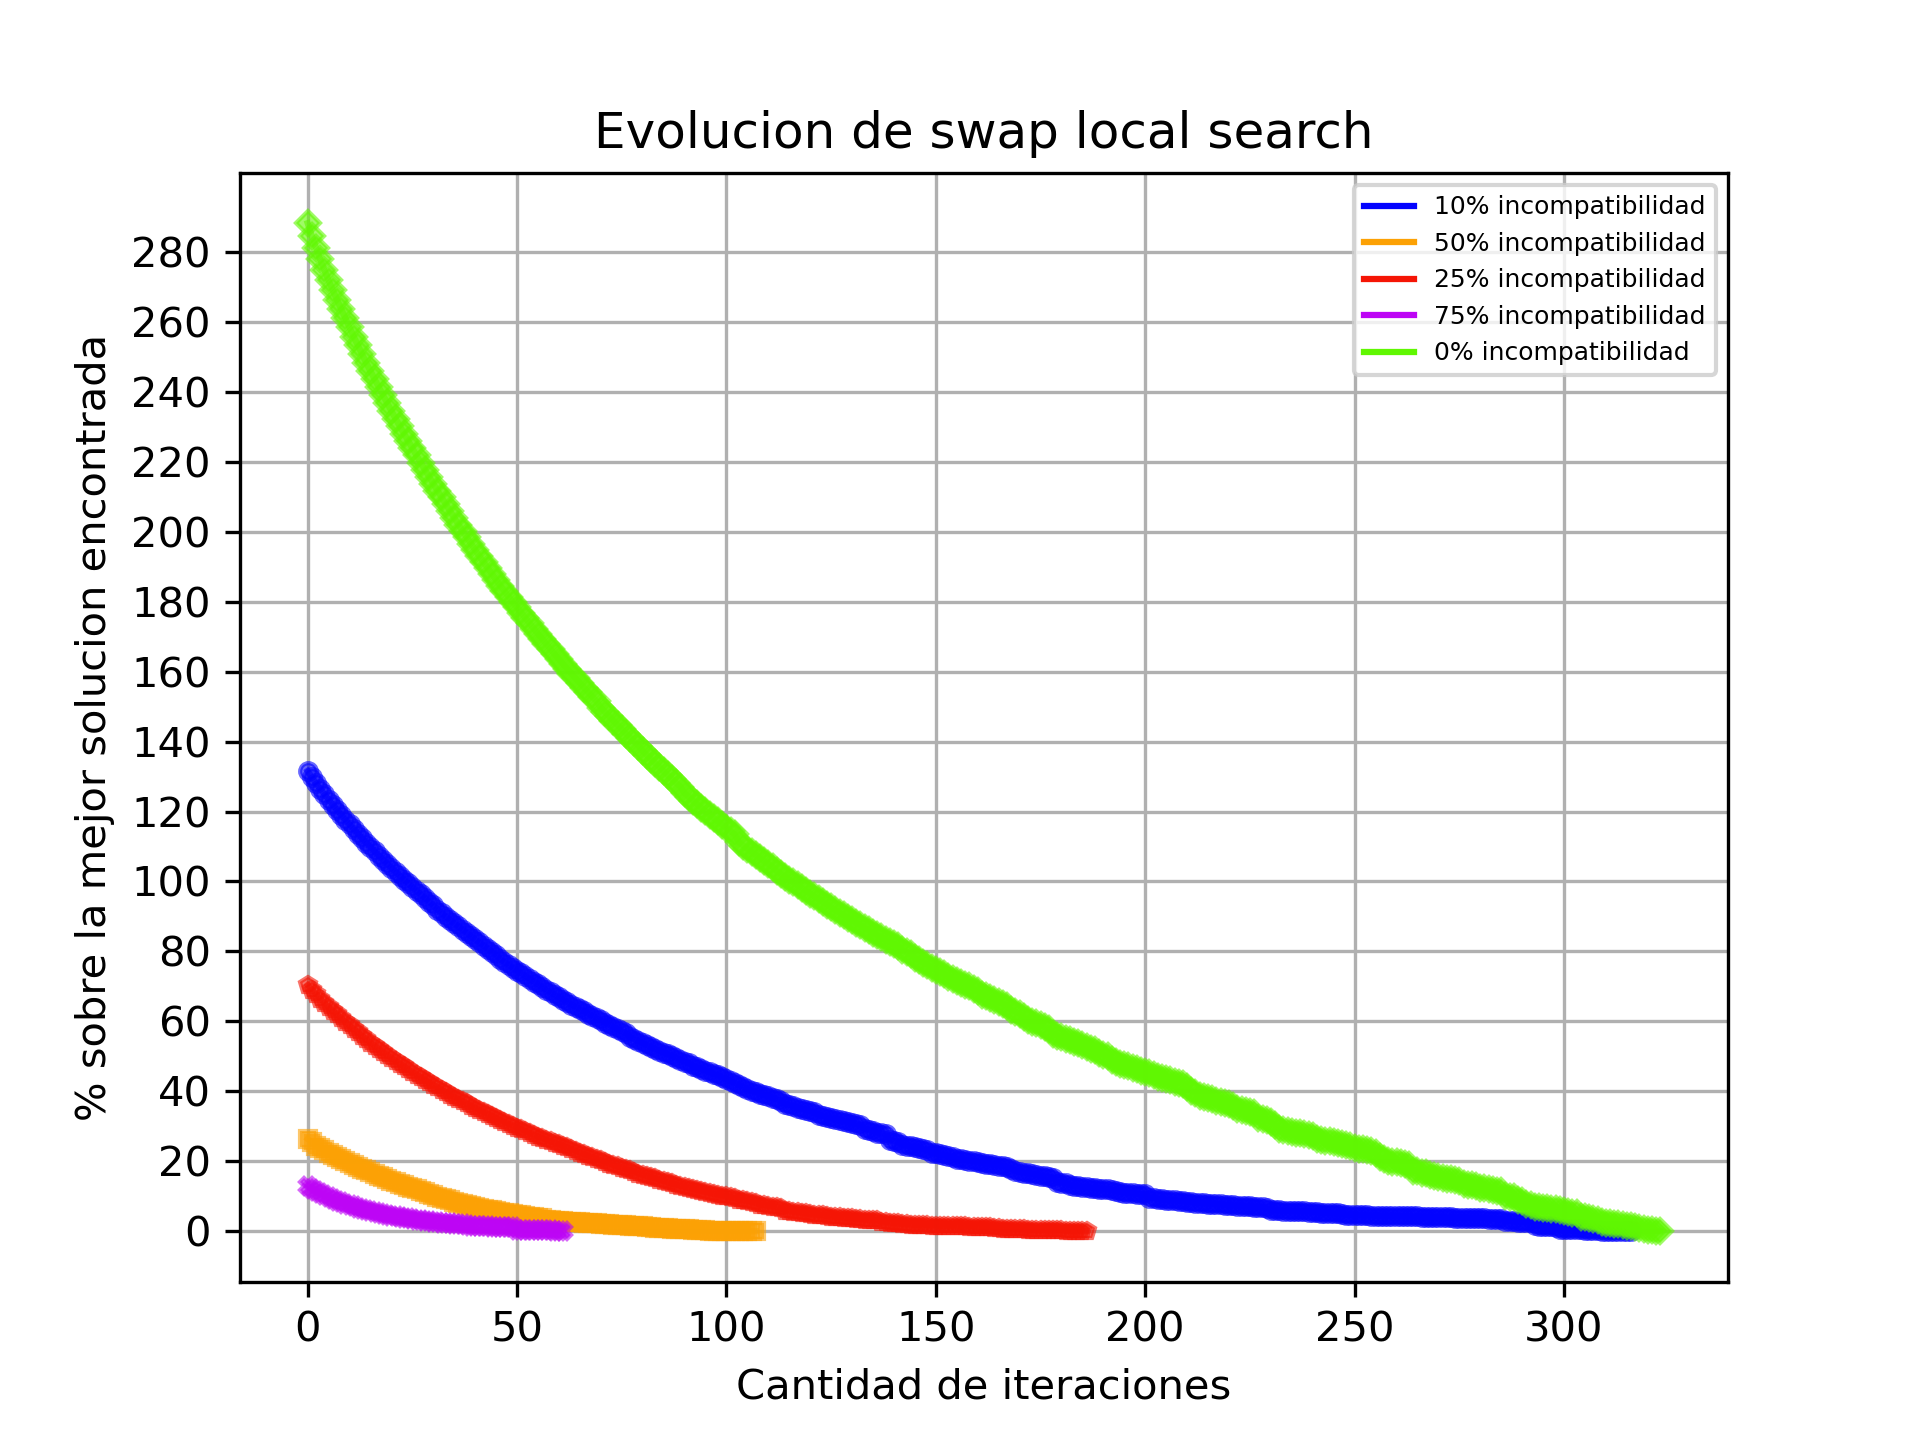 Evolucion de swap local search
10% incompatibilidad
50% incompatibilidad
25% incompatibilidad
75% incompatibilidad
0% incompatibilidad
% sobre la mejor solucion encontrada
280
260
240
220
200
180
160
140
120
100
80
60
40
20
0
0 50 100 150 200 250 300
Cantidad de iteraciones